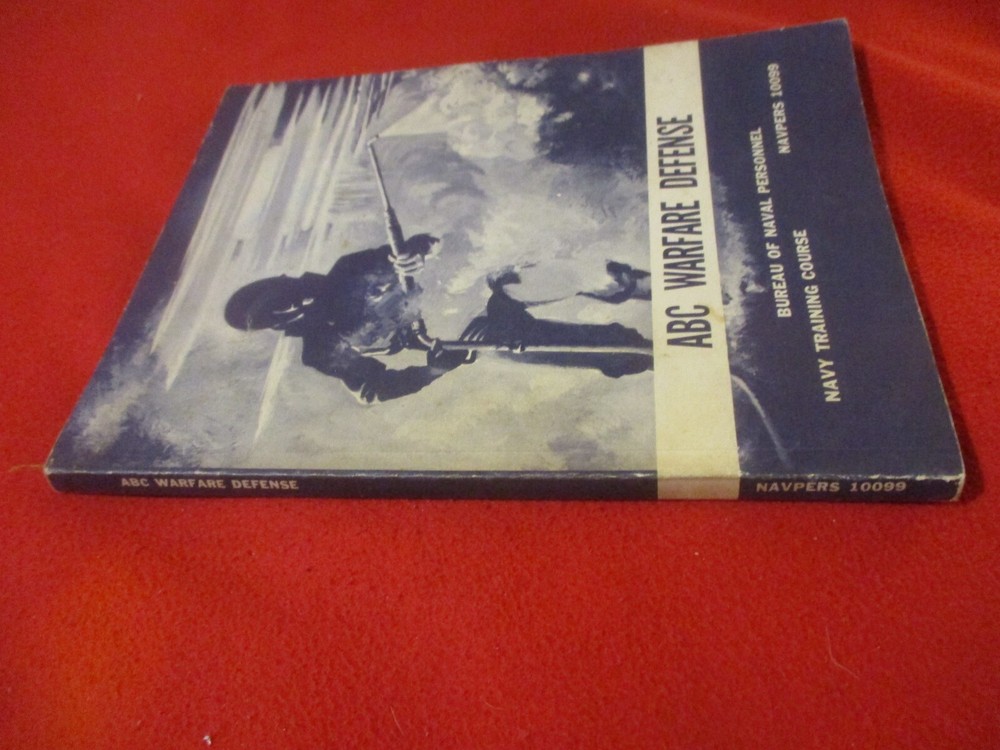 ABC WARFARE DEFENSE
BUREAU OF NAVAL PERSONNEL
NAVY TRAINING COURSE NAVPERS 10099
ABC WARFARE DEFENSE NAVPERS 10099